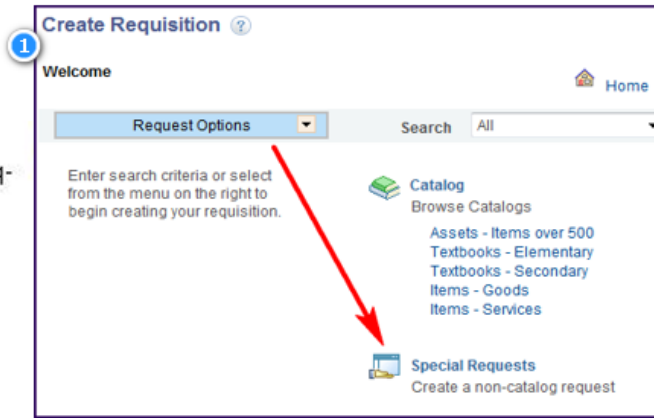 Create Requisition ?
1
Welcome
Home
Request Options
Search All
Enter search criteria or select
from the menu on the right to
begin creating your requisition.
Catalog
Browse Catalogs
Assets - Items over 500
Textbooks - Elementary
Textbooks - Secondary
Items - Goods
Items - Services
Special Requests
Create a non-catalog request